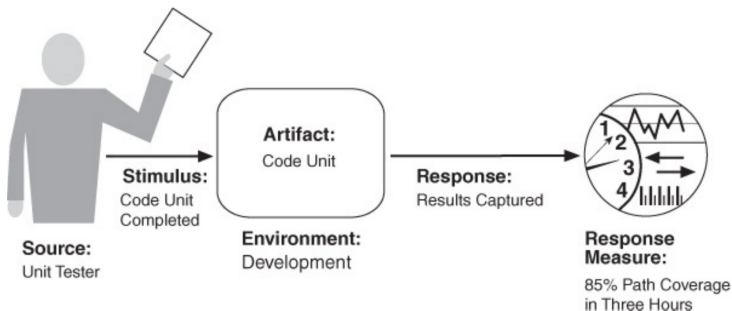 Source:
Unit Tester
Stimulus:
Code Unit
Completed
Artifact:
Code Unit
Environment:
Development
Response:
Results Captured
1
2
3
4
Response
Measure:
85% Path Coverage
in Three Hours